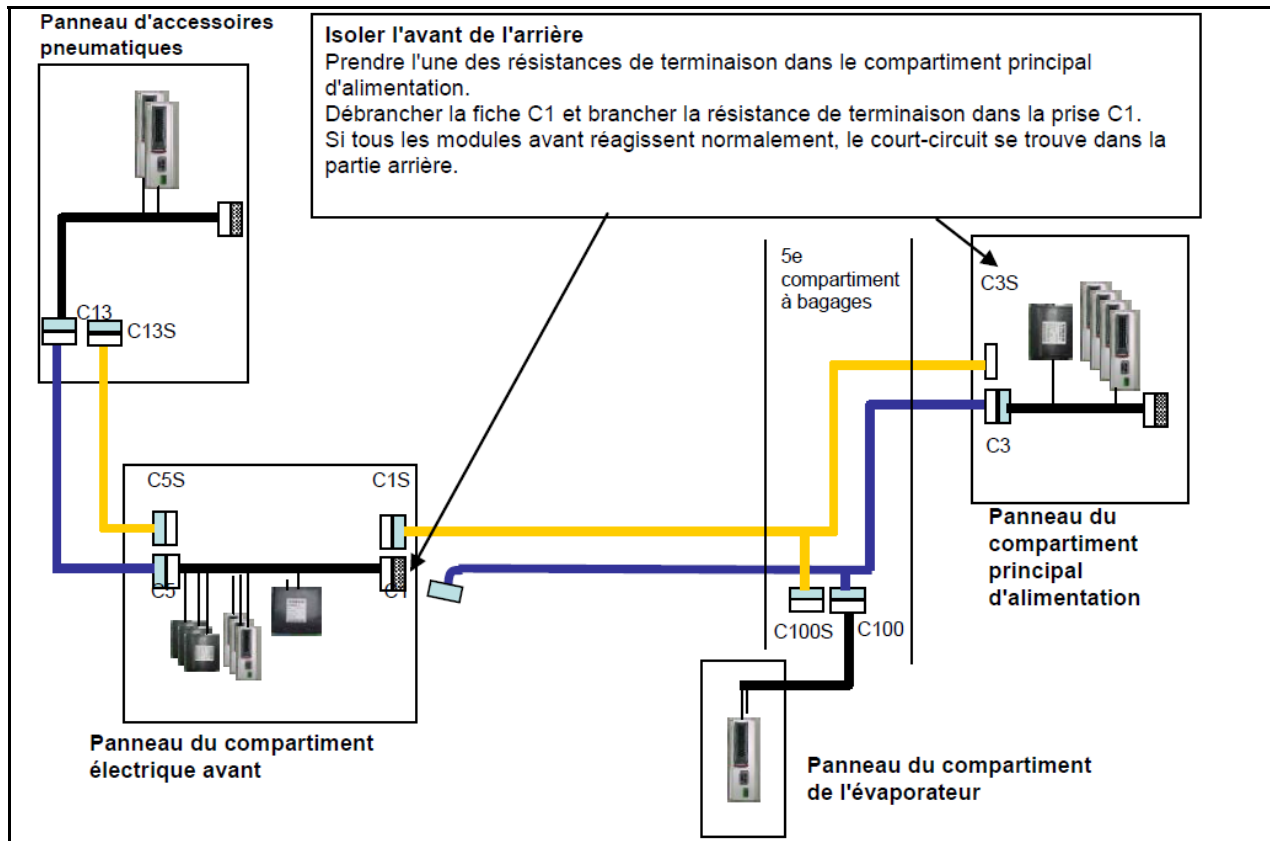 Panneau d'accessoires
pneumatiques
Isoler l'avant de l'arrière
Prendre l'une des résistances de terminaison dans le compartiment principal
d'alimentation.
Débrancher la fiche C1 et brancher la résistance de terminaison dans la prise C1.
Si tous les modules avant réagissent normalement, le court-circuit se trouve dans la
partie arrière.
C13
C13S
5e
compartiment
à bagages
C3S
C3
C5S
C1S
C5
C1
C100S
C100
Panneau du
compartiment
principal
d'alimentation
Panneau du compartiment
électrique avant
Panneau du compartiment
de l'évaporateur